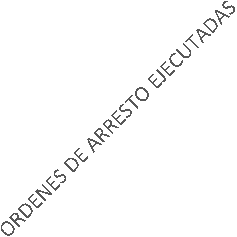 ORDENES DE ARRESTO EJECUTADAS